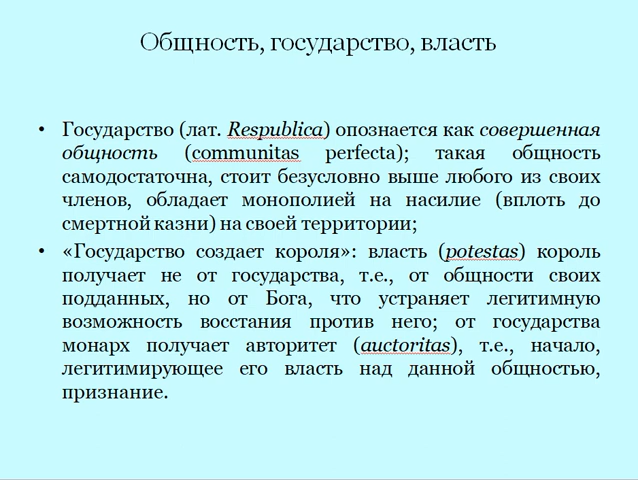 Общность, государство, власть
• Государство (лат. Respublica) опознается как совершенная
общность (communitas perfecta); такая общность
самодостаточна, стоит безусловно выше любого из своих
членов, обладает монополией на насилие (вплоть до
смертной казни) на своей территории;
• «Государство создает короля»: власть (potestas) король
получает не от государства, т.е., от общности своих
подданных, но от Бога, что устраняет легитимную
возможность восстания против него; от государства
монарх получает авторитет (auctoritas), т.е., начало,
легитимирующее его власть над данной общностью,
признание.